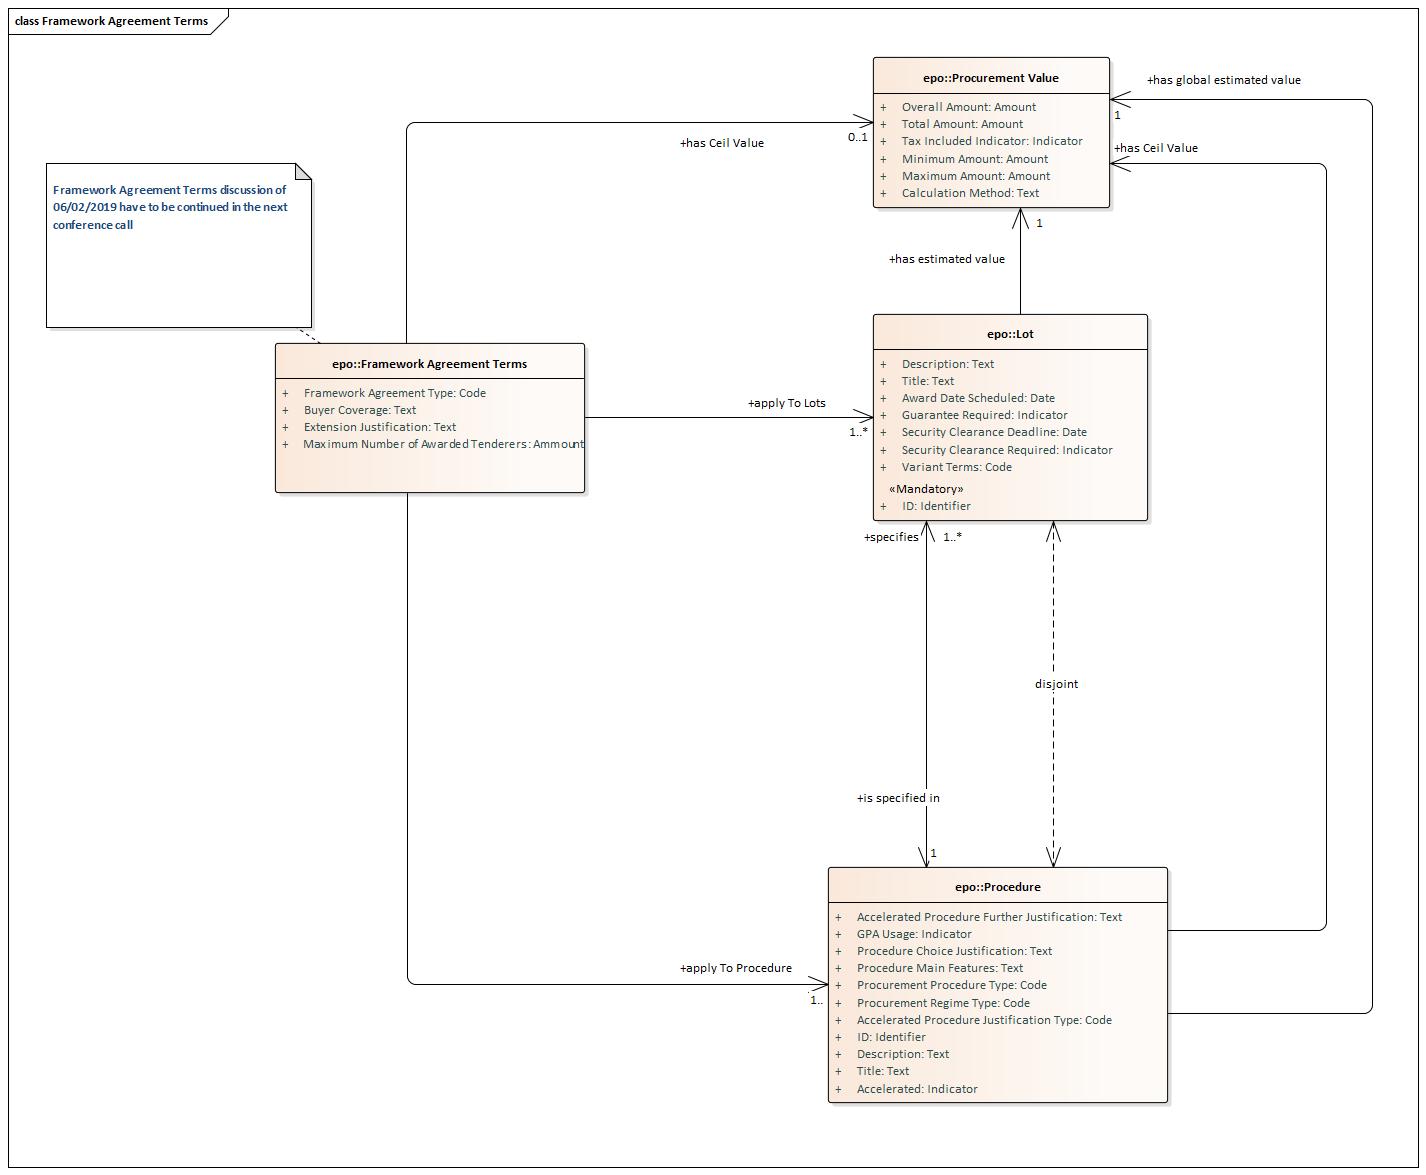 class Framework Agreement Terms
+has global estimated value
epo::Procurement Value
+ Overall Amount: Amount
+ Total Amount: Amount
+ Tax Included Indicator: Indicator
+ Minimum Amount: Amount
+ Maximum Amount: Amount
+ Calculation Method: Text
1
+has Ceil Value
0..1
+has Ceil Value
Framework Agreement Terms discussion of
06/02/2019 have to be continued in the next
conference call
1
+has estimated value
epo::Lot
+ Description: Text
+ Title: Text
+ Award Date Scheduled: Date
+ Guarantee Required: Indicator
+ Security Clearance Deadline: Date
+ Security Clearance Required: Indicator
+ Variant Terms: Code
«Mandatory»
+ ID: Identifier
epo::Framework Agreement Terms
+ Framework Agreement Type: Code
+ Buyer Coverage: Text
+ Extension Justification: Text
+ Maximum Number of Awarded Tenderers: Ammount
+apply To Lots
1..*
+specifies
1..*
disjoint
+is specified in
1
epo::Procedure
+ Accelerated Procedure Further Justification: Text
+ GPA Usage: Indicator
+ Procedure Choice Justification: Text
+ Procedure Main Features: Text
+ Procurement Procedure Type: Code
+ Procurement Regime Type: Code
+ Accelerated Procedure Justification Type: Code
+ ID: Identifier
+ Description: Text
+ Title: Text
+ Accelerated: Indicator
+apply To Procedure
1..